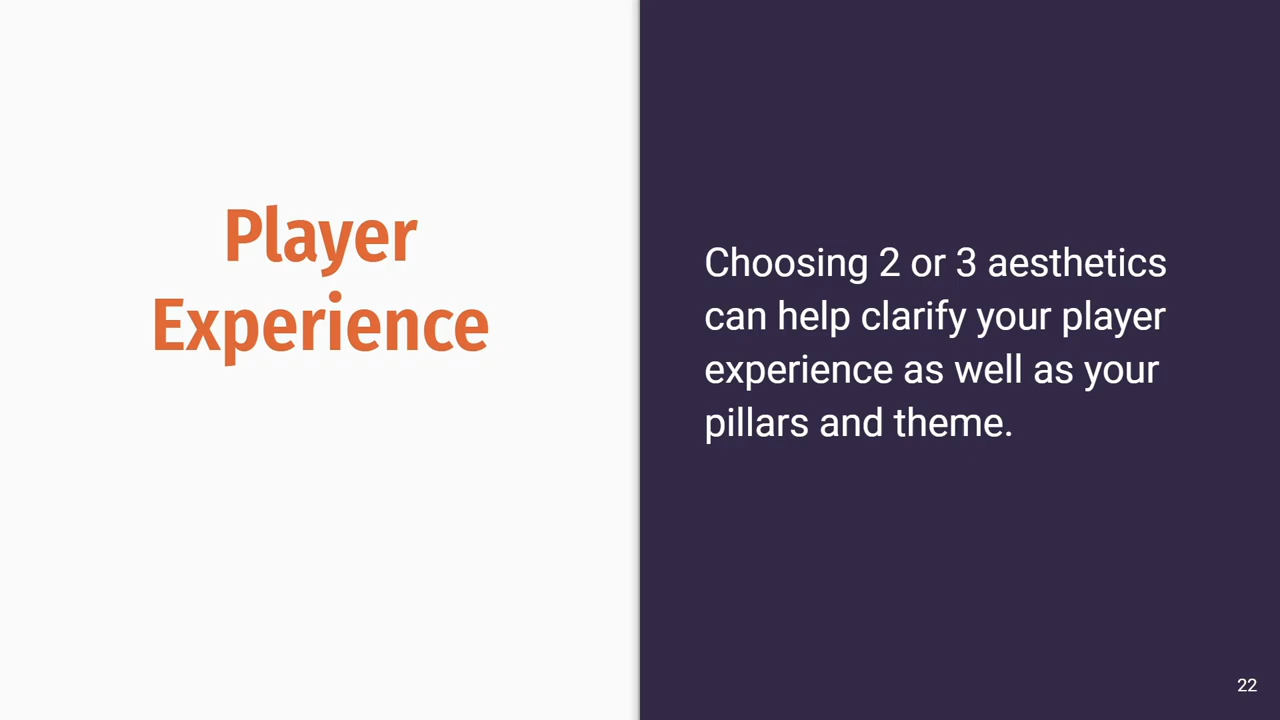 Player
Experience
Choosing 2 or 3 aesthetics
can help clarify your player
experience as well as your
pillars and theme.
22